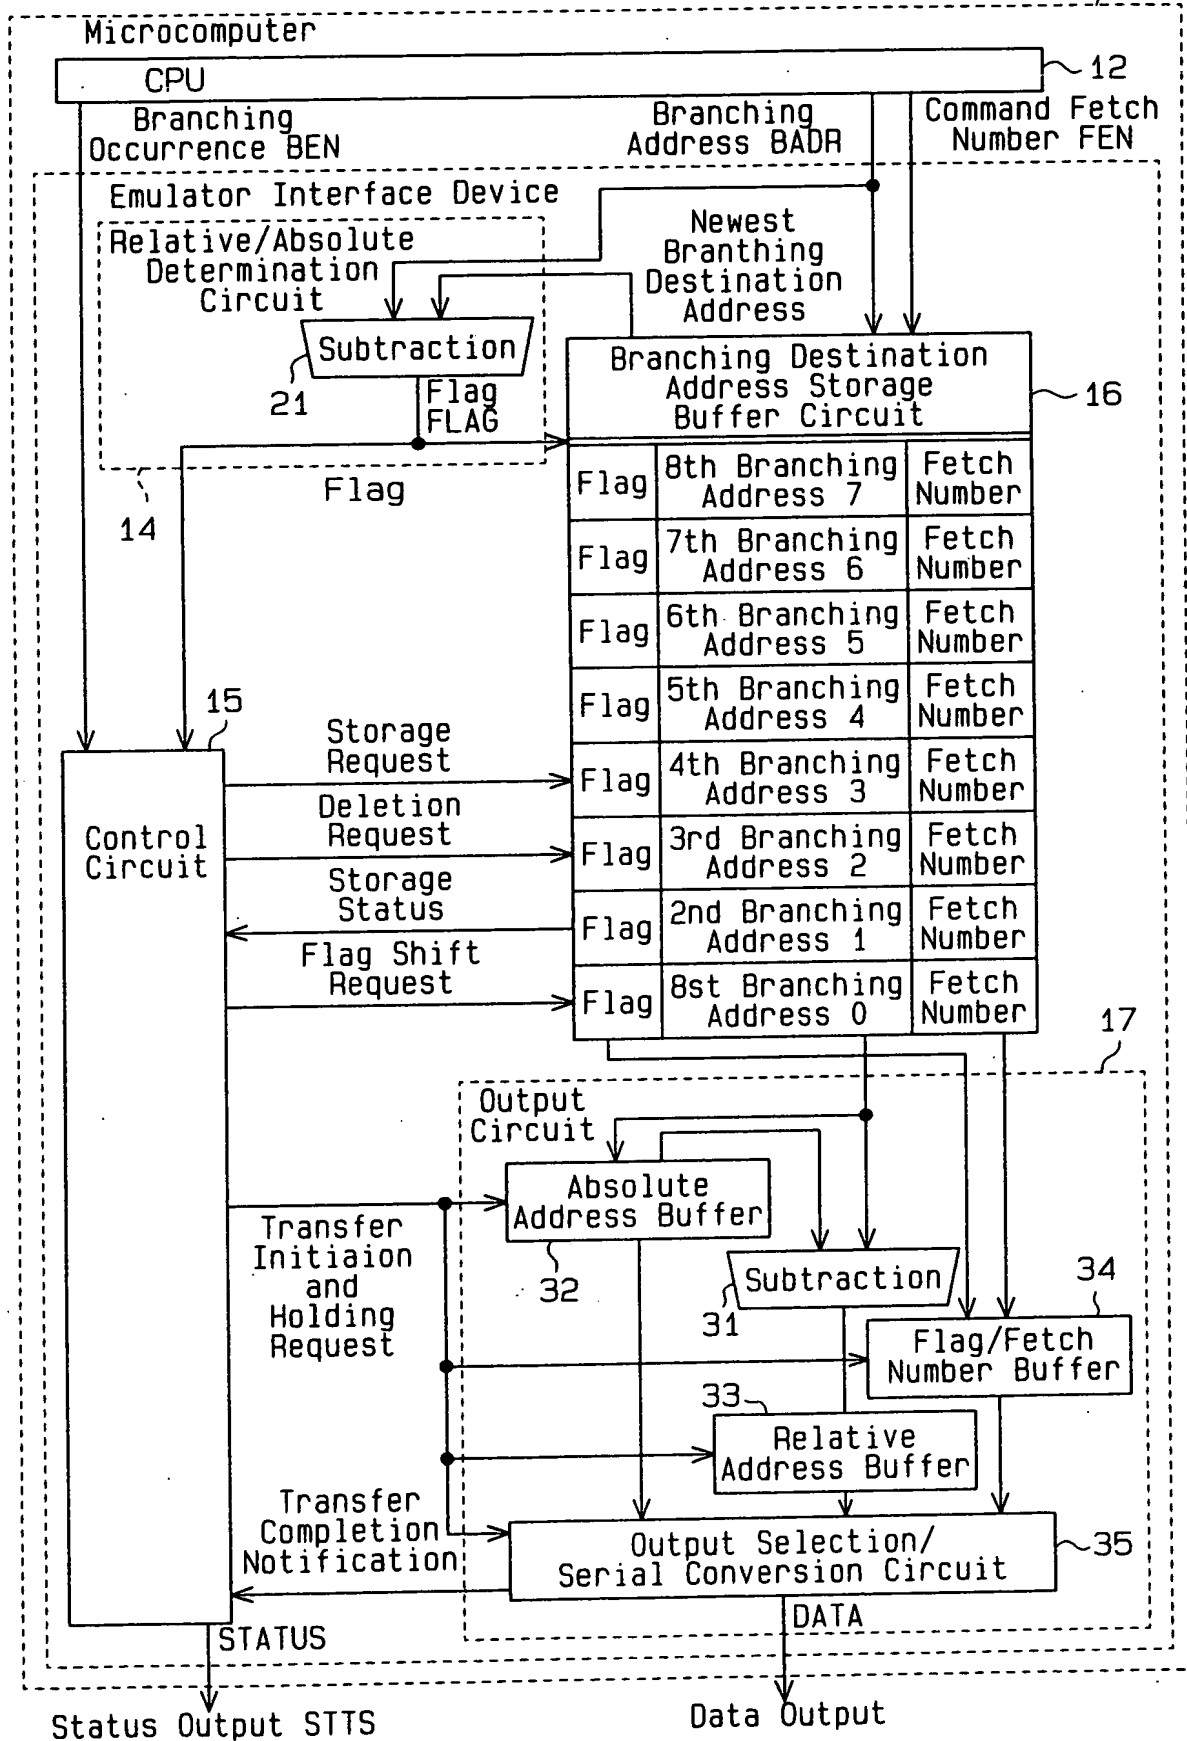 Microcomputer
CPU
12
Branching
Occurrence BEN
Branching
Address BADR
Command Fetch
Number FEN
Emulator Interface Device
Relative/Absolute
Determination
Circuit
Newest
Branthing
Destination
Address
Subtraction
21
Flag
FLAG
Flag
14
Branching Destination
Address Storage
Buffer Circuit
16
Flag
8th Branching
Address 7
Fetch
Number
Flag
7th Branching
Address 6
Fetch
Number
Flag
6th Branching
Address 5
Fetch
Number
Flag
5th Branching
Address 4
Fetch
Number
Flag
4th Branching
Address 3
Fetch
Number
Flag
3rd Branching
Address 2
Fetch
Number
Flag
2nd Branching
Address 1
Fetch
Number
Flag
8st Branching
Address 0
Fetch
Number
15
Control
Circuit
Storage
Request
Deletion
Request
Storage
Status
Flag Shift
Request
17
Output
Circuit
Absolute
Address Buffer
32
Transfer
Initiaion
and
Holding
Request
Subtraction
31
34
Flag/Fetch
Number Buffer
33
Relative
Address Buffer
Transfer
Completion
Notification
Output Selection/
Serial Conversion Circuit
35
STATUS
DATA
Status Output STTS
Data Output